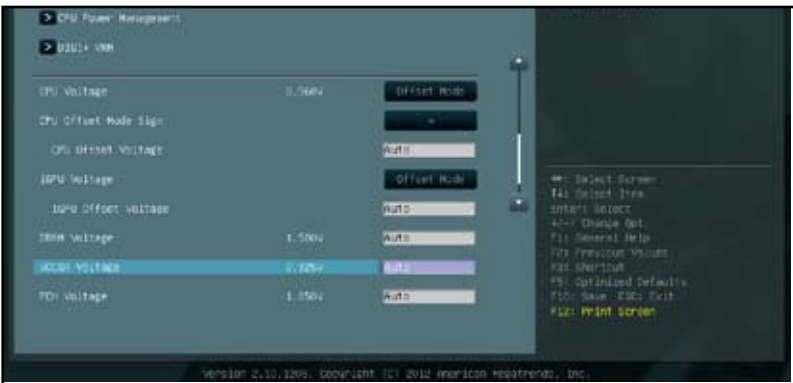 CPU Power Management
DIGI+ VRM
CPU Voltage 0.960V Offset Mode
CPU Offset Mode Sign
CPU Offset Voltage Auto
iGPU Voltage Offset Mode
iGPU Offset Voltage Auto
DRAM Voltage 1.500V Auto
VCCSA Voltage 0.925V Auto
PCH Voltage 1.050V Auto
Select Screen
Select Item
Enter: Select
+/-: Change Opt.
F1: General Help
F2: Previous Values
F3: Shortcut
F5: Optimized Defaults
F10: Save ESC: Exit
F12: Print Screen
Version 2.10.1208. Copyright (C) 2012 American Megatrends, Inc.